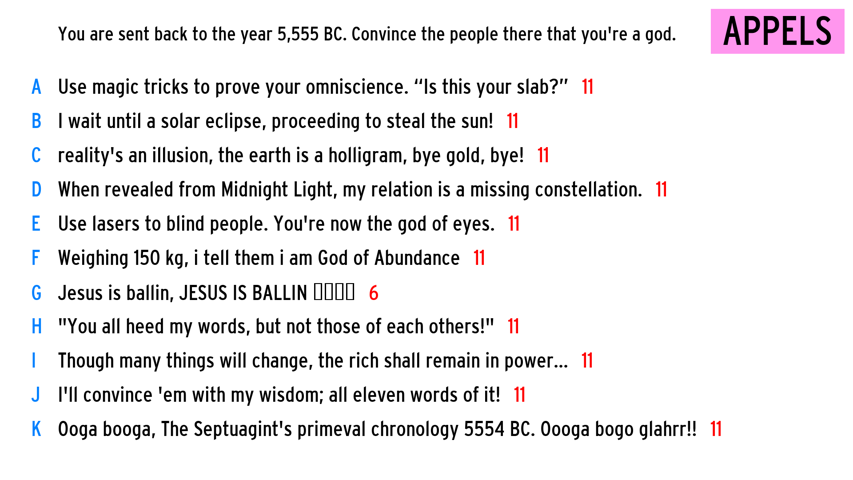 You are sent back to the year 5,555 BC. Convince the people there that you're a god.
APPELS
A Use magic tricks to prove your omniscience. “Is this your slab?” 11
B I wait until a solar eclipse, proceeding to steal the sun! 11
C reality's an illusion, the earth is a holligram, bye gold, bye! 11
D When revealed from Midnight Light, my relation is a missing constellation. 11
E Use lasers to blind people. You're now the god of eyes. 11
F Weighing 150 kg, i tell them i am God of Abundance 11
G Jesus is ballin, JESUS IS BALLIN 6
H "You all heed my words, but not those of each others!" 11
I Though many things will change, the rich shall remain in power... 11
J I'll convince 'em with my wisdom; all eleven words of it! 11
K Ooga booga, The Septuagint's primeval chronology 5554 BC. Oooga bogo glahrr!! 11